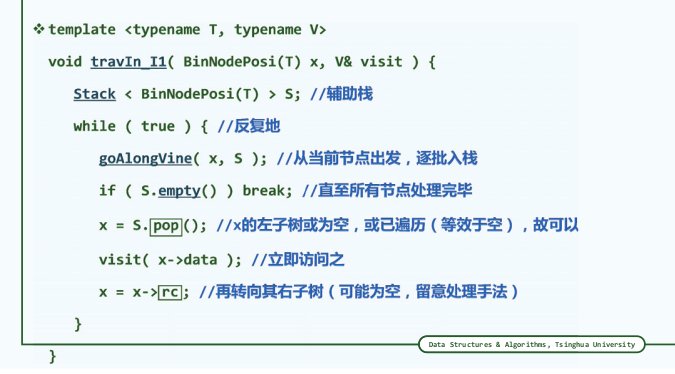 ❖template <typename T, typename V>
void travIn_I1( BinNodePosi(T) x, V& visit ) {
Stack < BinNodePosi(T) > S; //辅助栈
while ( true ) { //反复地
goAlongVine( x, S ); //从当前节点出发，逐批入栈
if ( S.empty() ) break; //直至所有节点处理完毕
x = S.pop(); //x的左子树或为空，或已遍历（等效于空），故可以
visit( x->data ); //立即访问之
x = x->rc; //再转向其右子树（可能为空，留意处理手法）
}
Data Structures & Algorithms, Tsinghua University
}